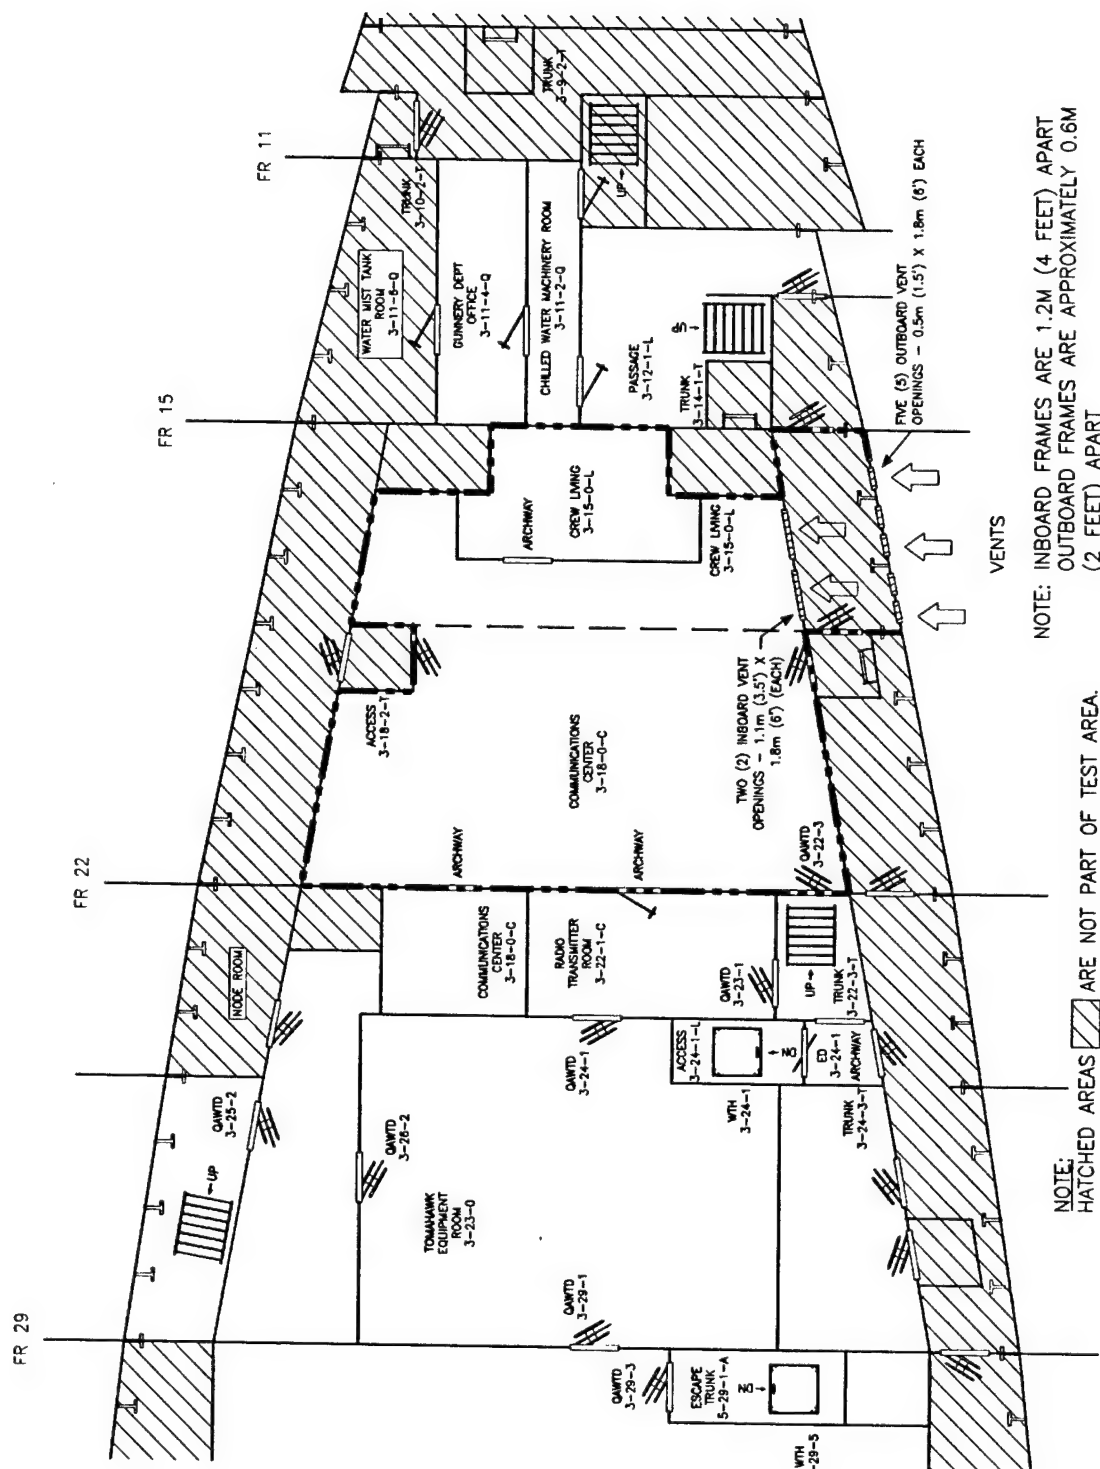 FR 11
FR 15
FR 22
FR 29
TRUNK
3-9-2-T
TRUNK
3-10-2-T
WATER MIST TANK
ROOM
3-11-6-Q
GUNNERY DEPT
OFFICE
3-11-4-Q
CHILLED WATER MACHINERY ROOM
3-11-2-Q
UP
PASSAGE
3-12-1-L
TRUNK
3-14-1-T
UP
FIVE (5) OUTBOARD VENT
OPENINGS - 0.5m (1.5') X 1.8m (6') EACH
ARCHWAY
CREW LIVING
3-15-0-L
CREW LIVING
3-15-0-L
VENTS
NOTE: INBOARD FRAMES ARE 1.2M (4 FEET) APART
OUTBOARD FRAMES ARE APPROXIMATELY 0.6M
(2 FEET) APART
ACCESS
3-18-2-T
COMMUNICATIONS
CENTER
3-18-0-C
TWO (2) INBOARD VENT
OPENINGS - 1.1m (3.5') X
1.8m (6') (EACH)
ARCHWAY
ARCHWAY
QAWTD
3-22-3
NODE ROOM
COMMUNICATIONS
CENTER
3-18-0-C
RADIO
TRANSMITTER
ROOM
3-22-1-C
QAWTD
3-23-1
UP
TRUNK
3-22-3-T
QAWTD
3-25-2
UP
QAWTD
3-26-2
QAWTD
3-24-1
ACCESS
3-24-1-L
DN
ED
3-24-1
ARCHWAY
WTH
3-24-1
TRUNK
3-24-3-T
TOMAHAWK
EQUIPMENT
ROOM
3-23-0
QAWTD
3-29-1
QAWTD
3-29-3
ESCAPE
TRUNK
5-29-1-A
DN
WTH
-29-5
NOTE:
HATCHED AREAS ARE NOT PART OF TEST AREA.